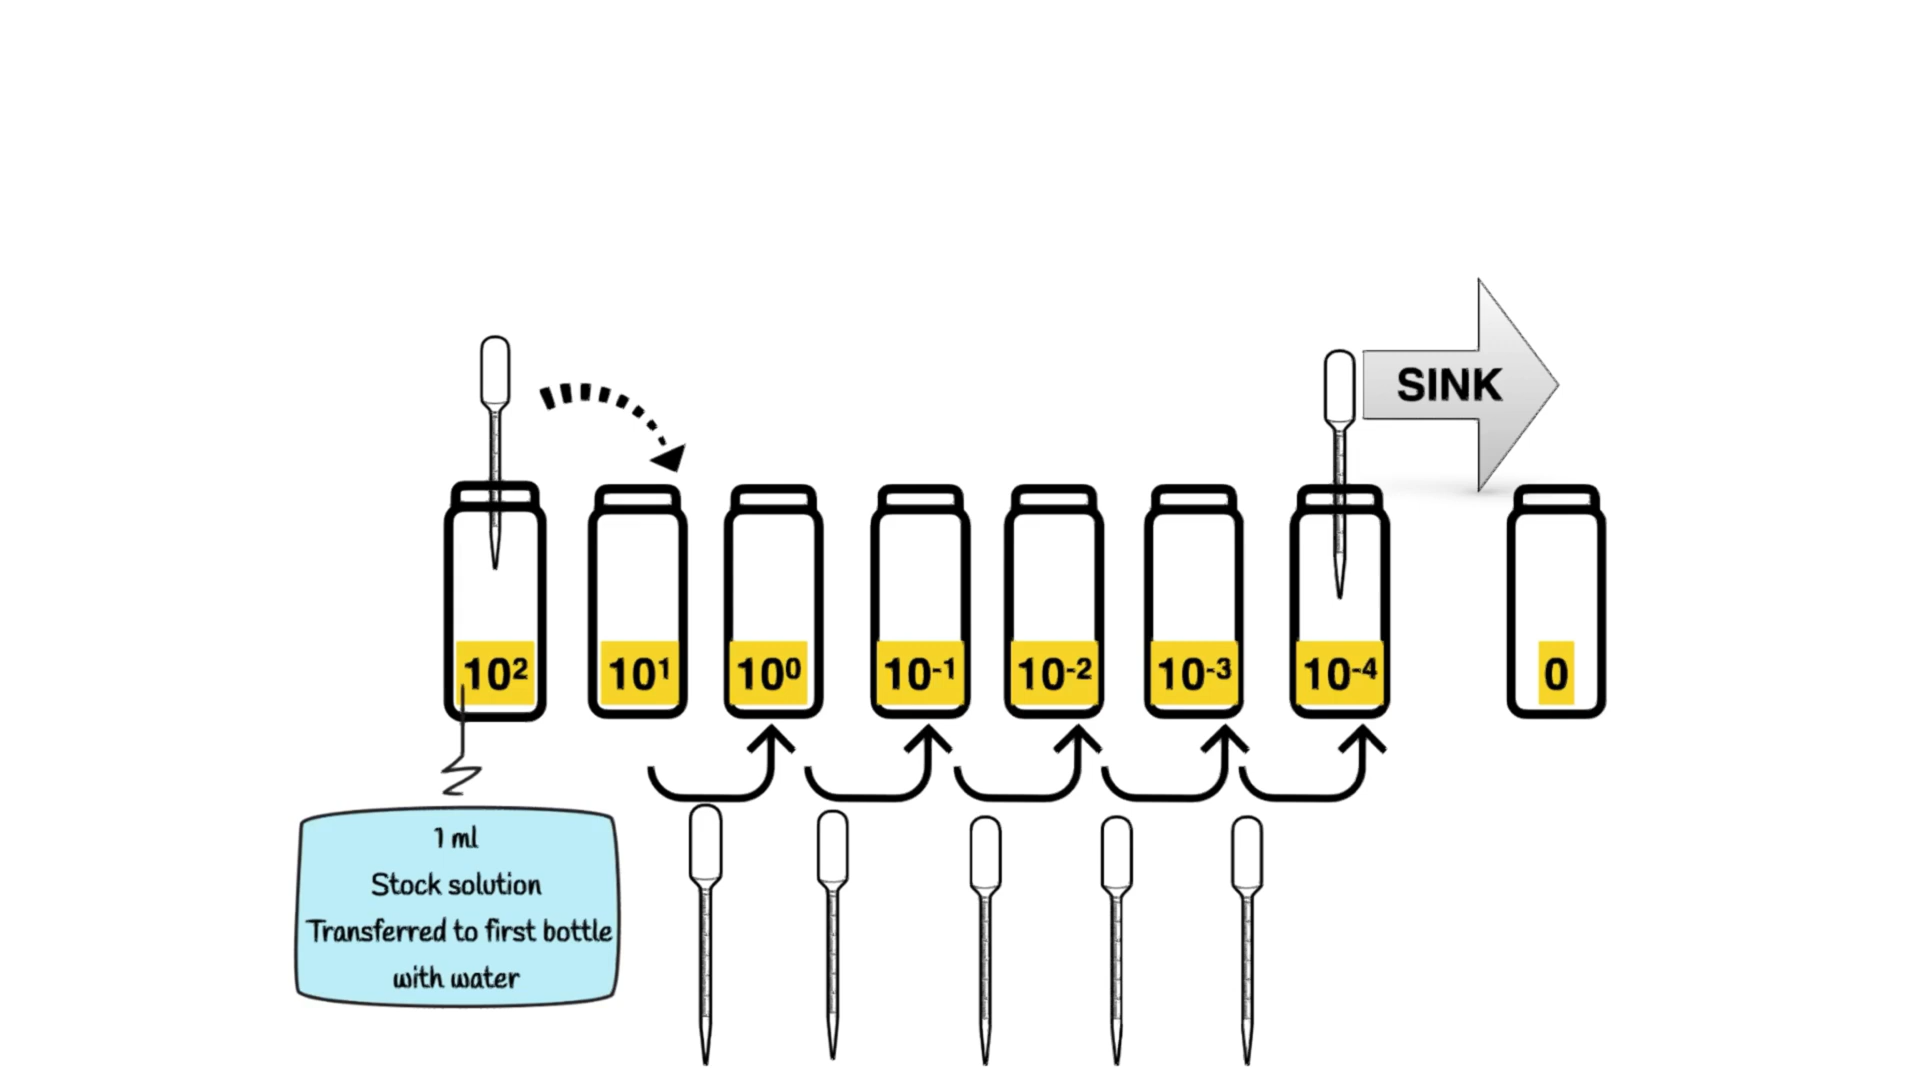 SINK
10² 10¹ 10⁰ 10⁻¹ 10⁻² 10⁻³ 10⁻⁴ 0
1 ml
Stock solution
Transferred to first bottle
with water